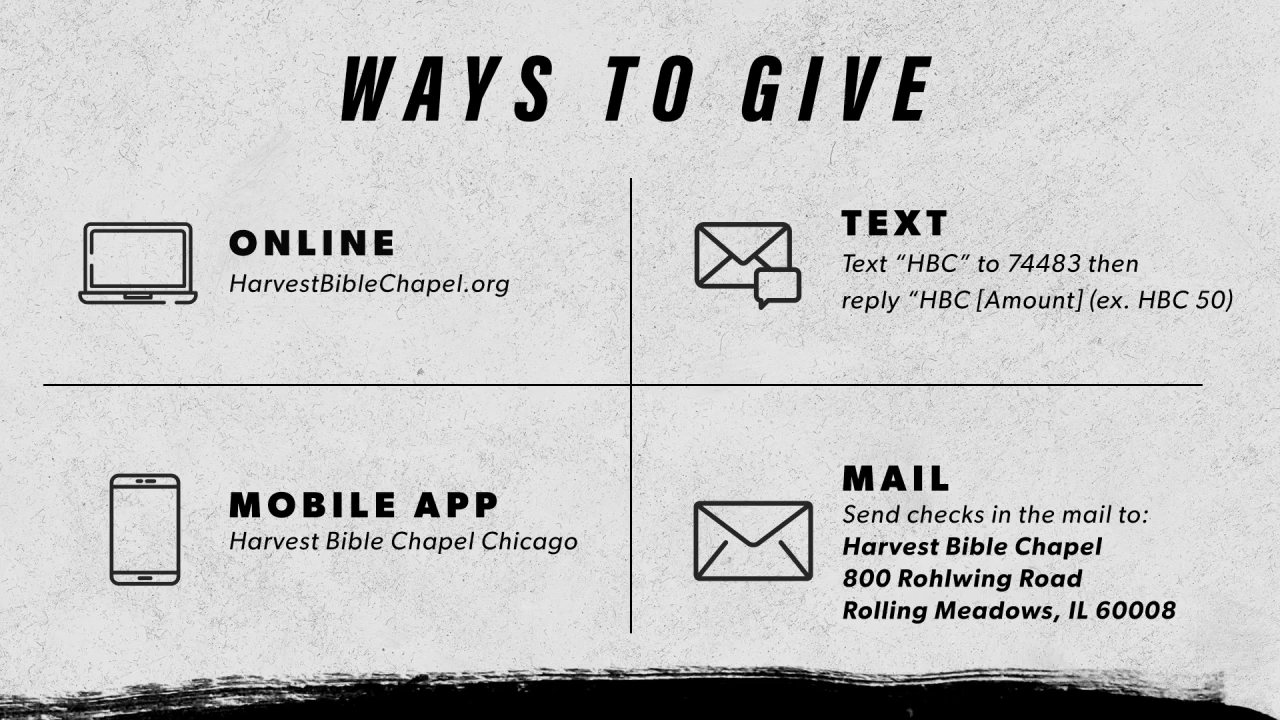 WAYS TO GIVE
ONLINE
HarvestBibleChapel.org
TEXT
Text “HBC” to 74483 then
reply “HBC [Amount] (ex. HBC 50)
MOBILE APP
Harvest Bible Chapel Chicago
MAIL
Send checks in the mail to:
Harvest Bible Chapel
800 Rohlwing Road
Rolling Meadows, IL 60008